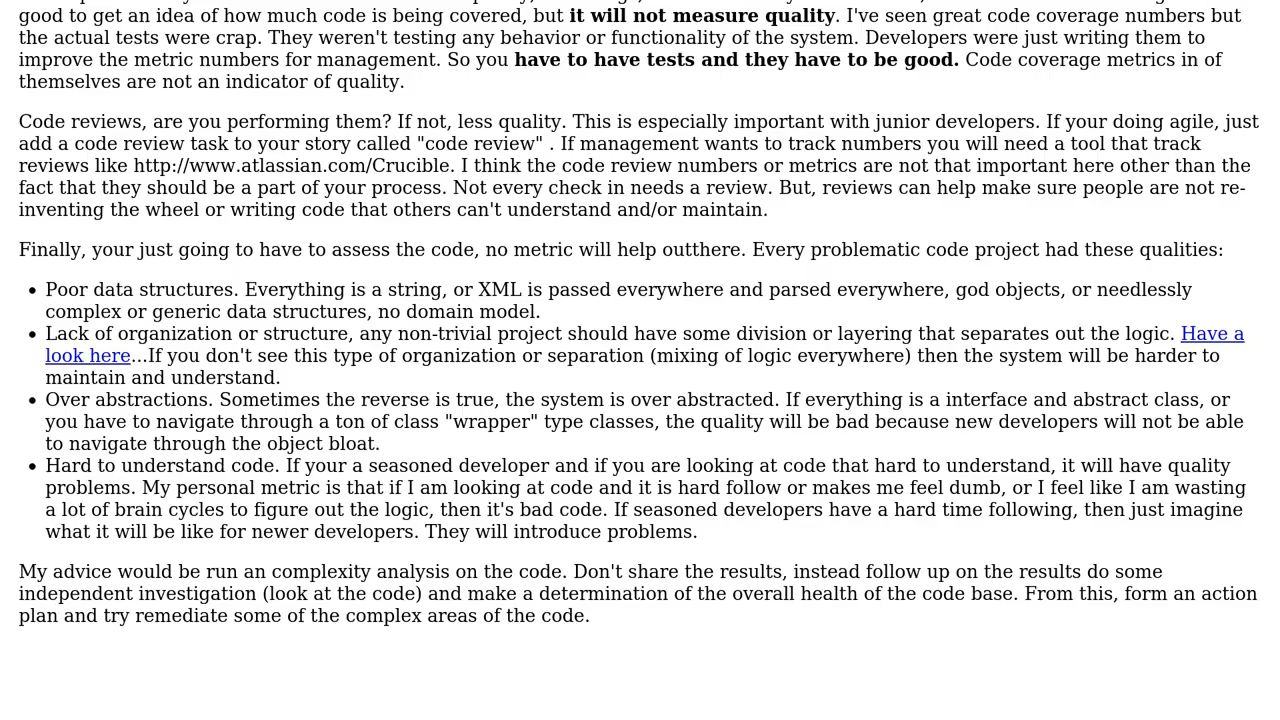 good to get an idea of how much code is being covered, but it will not measure quality. I've seen great code coverage numbers but
the actual tests were crap. They weren't testing any behavior or functionality of the system. Developers were just writing them to
improve the metric numbers for management. So you have to have tests and they have to be good. Code coverage metrics in of
themselves are not an indicator of quality.
Code reviews, are you performing them? If not, less quality. This is especially important with junior developers. If your doing agile, just
add a code review task to your story called "code review" . If management wants to track numbers you will need a tool that track
reviews like http://www.atlassian.com/Crucible. I think the code review numbers or metrics are not that important here other than the
fact that they should be a part of your process. Not every check in needs a review. But, reviews can help make sure people are not re-
inventing the wheel or writing code that others can't understand and/or maintain.
Finally, your just going to have to assess the code, no metric will help outthere. Every problematic code project had these qualities:
• Poor data structures. Everything is a string, or XML is passed everywhere and parsed everywhere, god objects, or needlessly
complex or generic data structures, no domain model.
• Lack of organization or structure, any non-trivial project should have some division or layering that separates out the logic. Have a
look here...If you don't see this type of organization or separation (mixing of logic everywhere) then the system will be harder to
maintain and understand.
• Over abstractions. Sometimes the reverse is true, the system is over abstracted. If everything is a interface and abstract class, or
you have to navigate through a ton of class "wrapper" type classes, the quality will be bad because new developers will not be able
to navigate through the object bloat.
• Hard to understand code. If your a seasoned developer and if you are looking at code that hard to understand, it will have quality
problems. My personal metric is that if I am looking at code and it is hard follow or makes me feel dumb, or I feel like I am wasting
a lot of brain cycles to figure out the logic, then it's bad code. If seasoned developers have a hard time following, then just imagine
what it will be like for newer developers. They will introduce problems.
My advice would be run an complexity analysis on the code. Don't share the results, instead follow up on the results do some
independent investigation (look at the code) and make a determination of the overall health of the code base. From this, form an action
plan and try remediate some of the complex areas of the code.